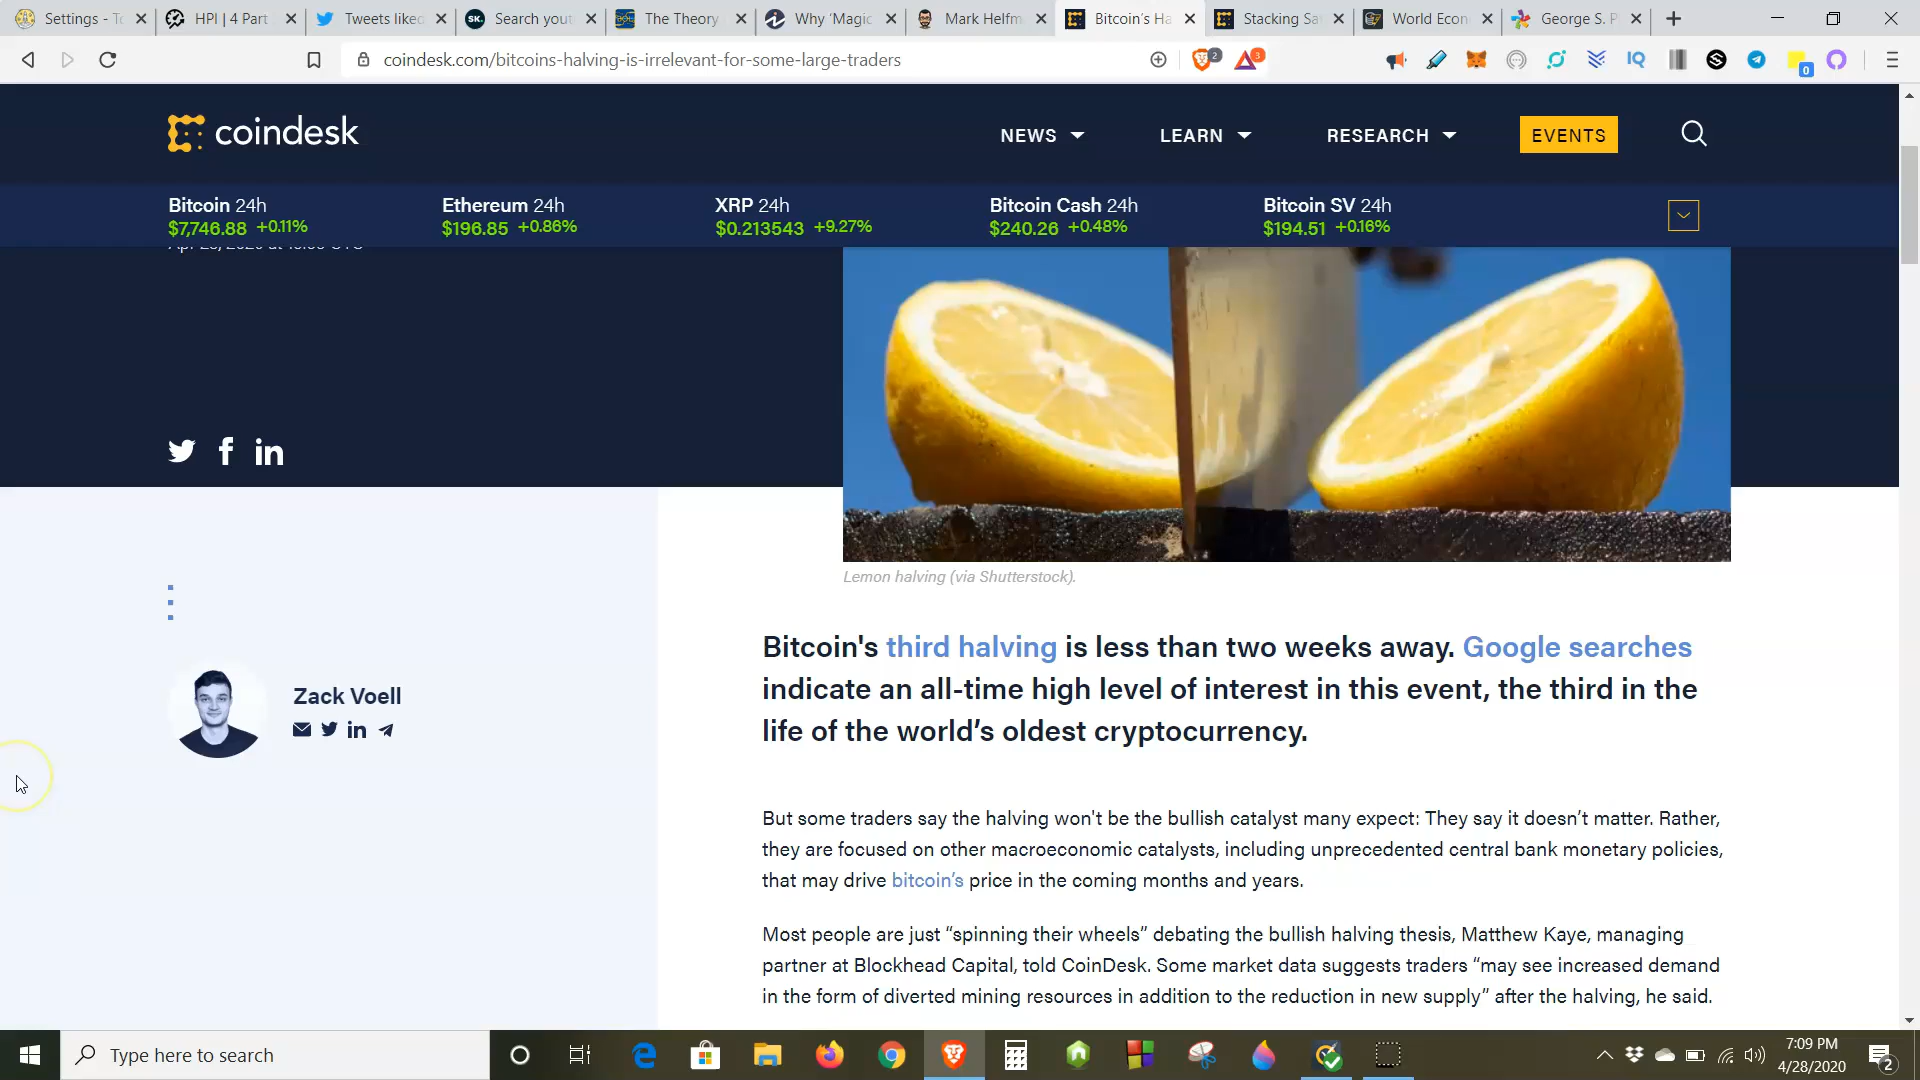 Settings - To
HPI | 4 Part
Tweets liked
Search your
The Theory
Why 'Magic
Mark Helfm
Bitcoin's Ha
Stacking Sa
World Econ
George S. P
coindesk.com/bitcoins-halving-is-irrelevant-for-some-large-traders
2
3
IQ
0
coindesk
NEWS
LEARN
RESEARCH
EVENTS
Bitcoin 24h
$7,746.88 +0.11%
Ethereum 24h
$196.85 +0.86%
XRP 24h
$0.213543 +9.27%
Bitcoin Cash 24h
$240.26 +0.48%
Bitcoin SV 24h
$194.51 +0.16%
Lemon halving (via Shutterstock).
Zack Voell
Bitcoin's third halving is less than two weeks away. Google searches
indicate an all-time high level of interest in this event, the third in the
life of the world’s oldest cryptocurrency.
But some traders say the halving won't be the bullish catalyst many expect: They say it doesn’t matter. Rather,
they are focused on other macroeconomic catalysts, including unprecedented central bank monetary policies,
that may drive bitcoin’s price in the coming months and years.
Most people are just “spinning their wheels” debating the bullish halving thesis, Matthew Kaye, managing
partner at Blockhead Capital, told CoinDesk. Some market data suggests traders “may see increased demand
in the form of diverted mining resources in addition to the reduction in new supply” after the halving, he said.
Type here to search
7:09 PM
4/28/2020
2